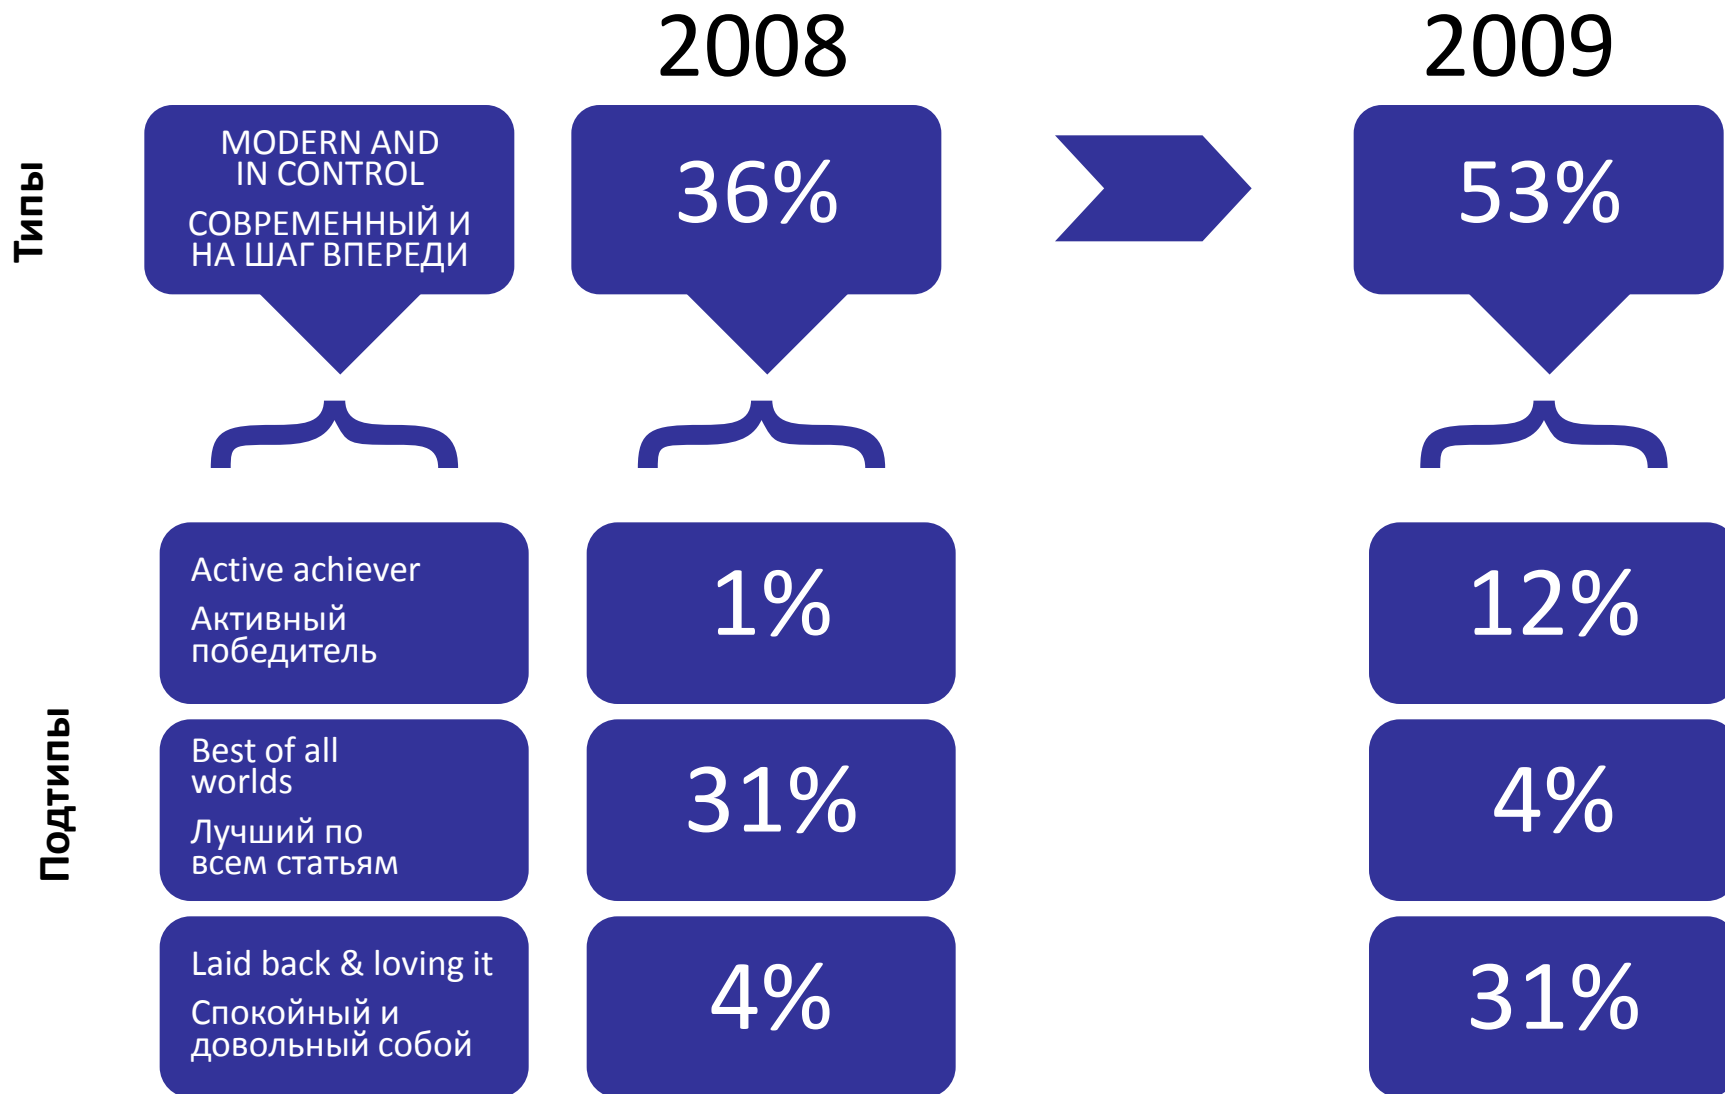 2008
2009
Типы
MODERN AND
IN CONTROL
СОВРЕМЕННЫЙ И
НА ШАГ ВПЕРЕДИ
36%
53%
Подтипы
Active achiever
Активный
победитель
1%
12%
Best of all
worlds
Лучший по
всем статьям
31%
4%
Laid back & loving it
Спокойный и
довольный собой
4%
31%